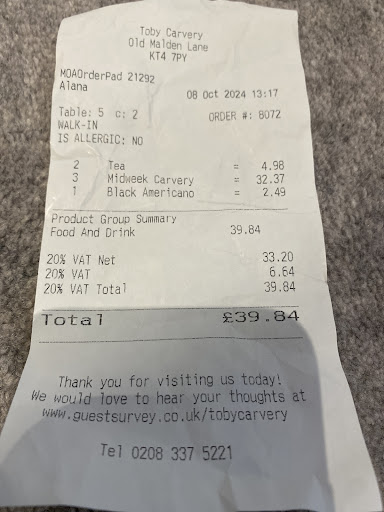 Toby Carvery
Old Malden Lane
KT4 7PY
MOAOrderPad 21292
Alana
08 Oct 2024 13:17
Table: 5 c: 2 ORDER #: 8072
WALK-IN
IS ALLERGIC: NO
2 Tea = 4.98
3 Midweek Carvery = 32.37
1 Black Americano = 2.49
Product Group Summary
Food And Drink 39.84
20% VAT Net 33.20
20% VAT 6.64
20% VAT Total 39.84
Total £39.84
Thank you for visiting us today!
We would love to hear your thoughts at
www.guestsurvey.co.uk/tobycarvery
Tel 0208 337 5221